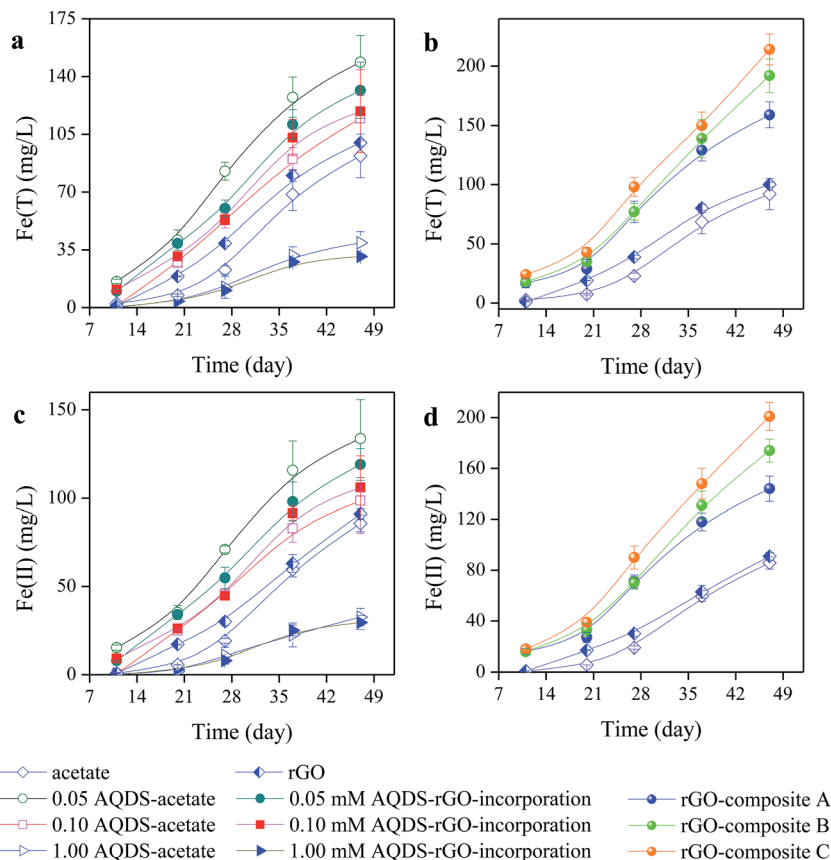 a
175
140
105
70
35
0
Fe(T) (mg/L)
7 14 21 28 35 42 49
Time (day)
b
200
150
100
50
0
Fe(T) (mg/L)
7 14 21 28 35 42 49
Time (day)
c
150
100
50
0
Fe(II) (mg/L)
7 14 21 28 35 42 49
Time (day)
d
200
160
120
80
40
0
Fe(II) (mg/L)
7 14 21 28 35 42 49
Time (day)
acetate rGO
0.05 AQDS-acetate 0.05 mM AQDS-rGO-incorporation rGO-composite A
0.10 AQDS-acetate 0.10 mM AQDS-rGO-incorporation rGO-composite B
1.00 AQDS-acetate 1.00 mM AQDS-rGO-incorporation rGO-composite C